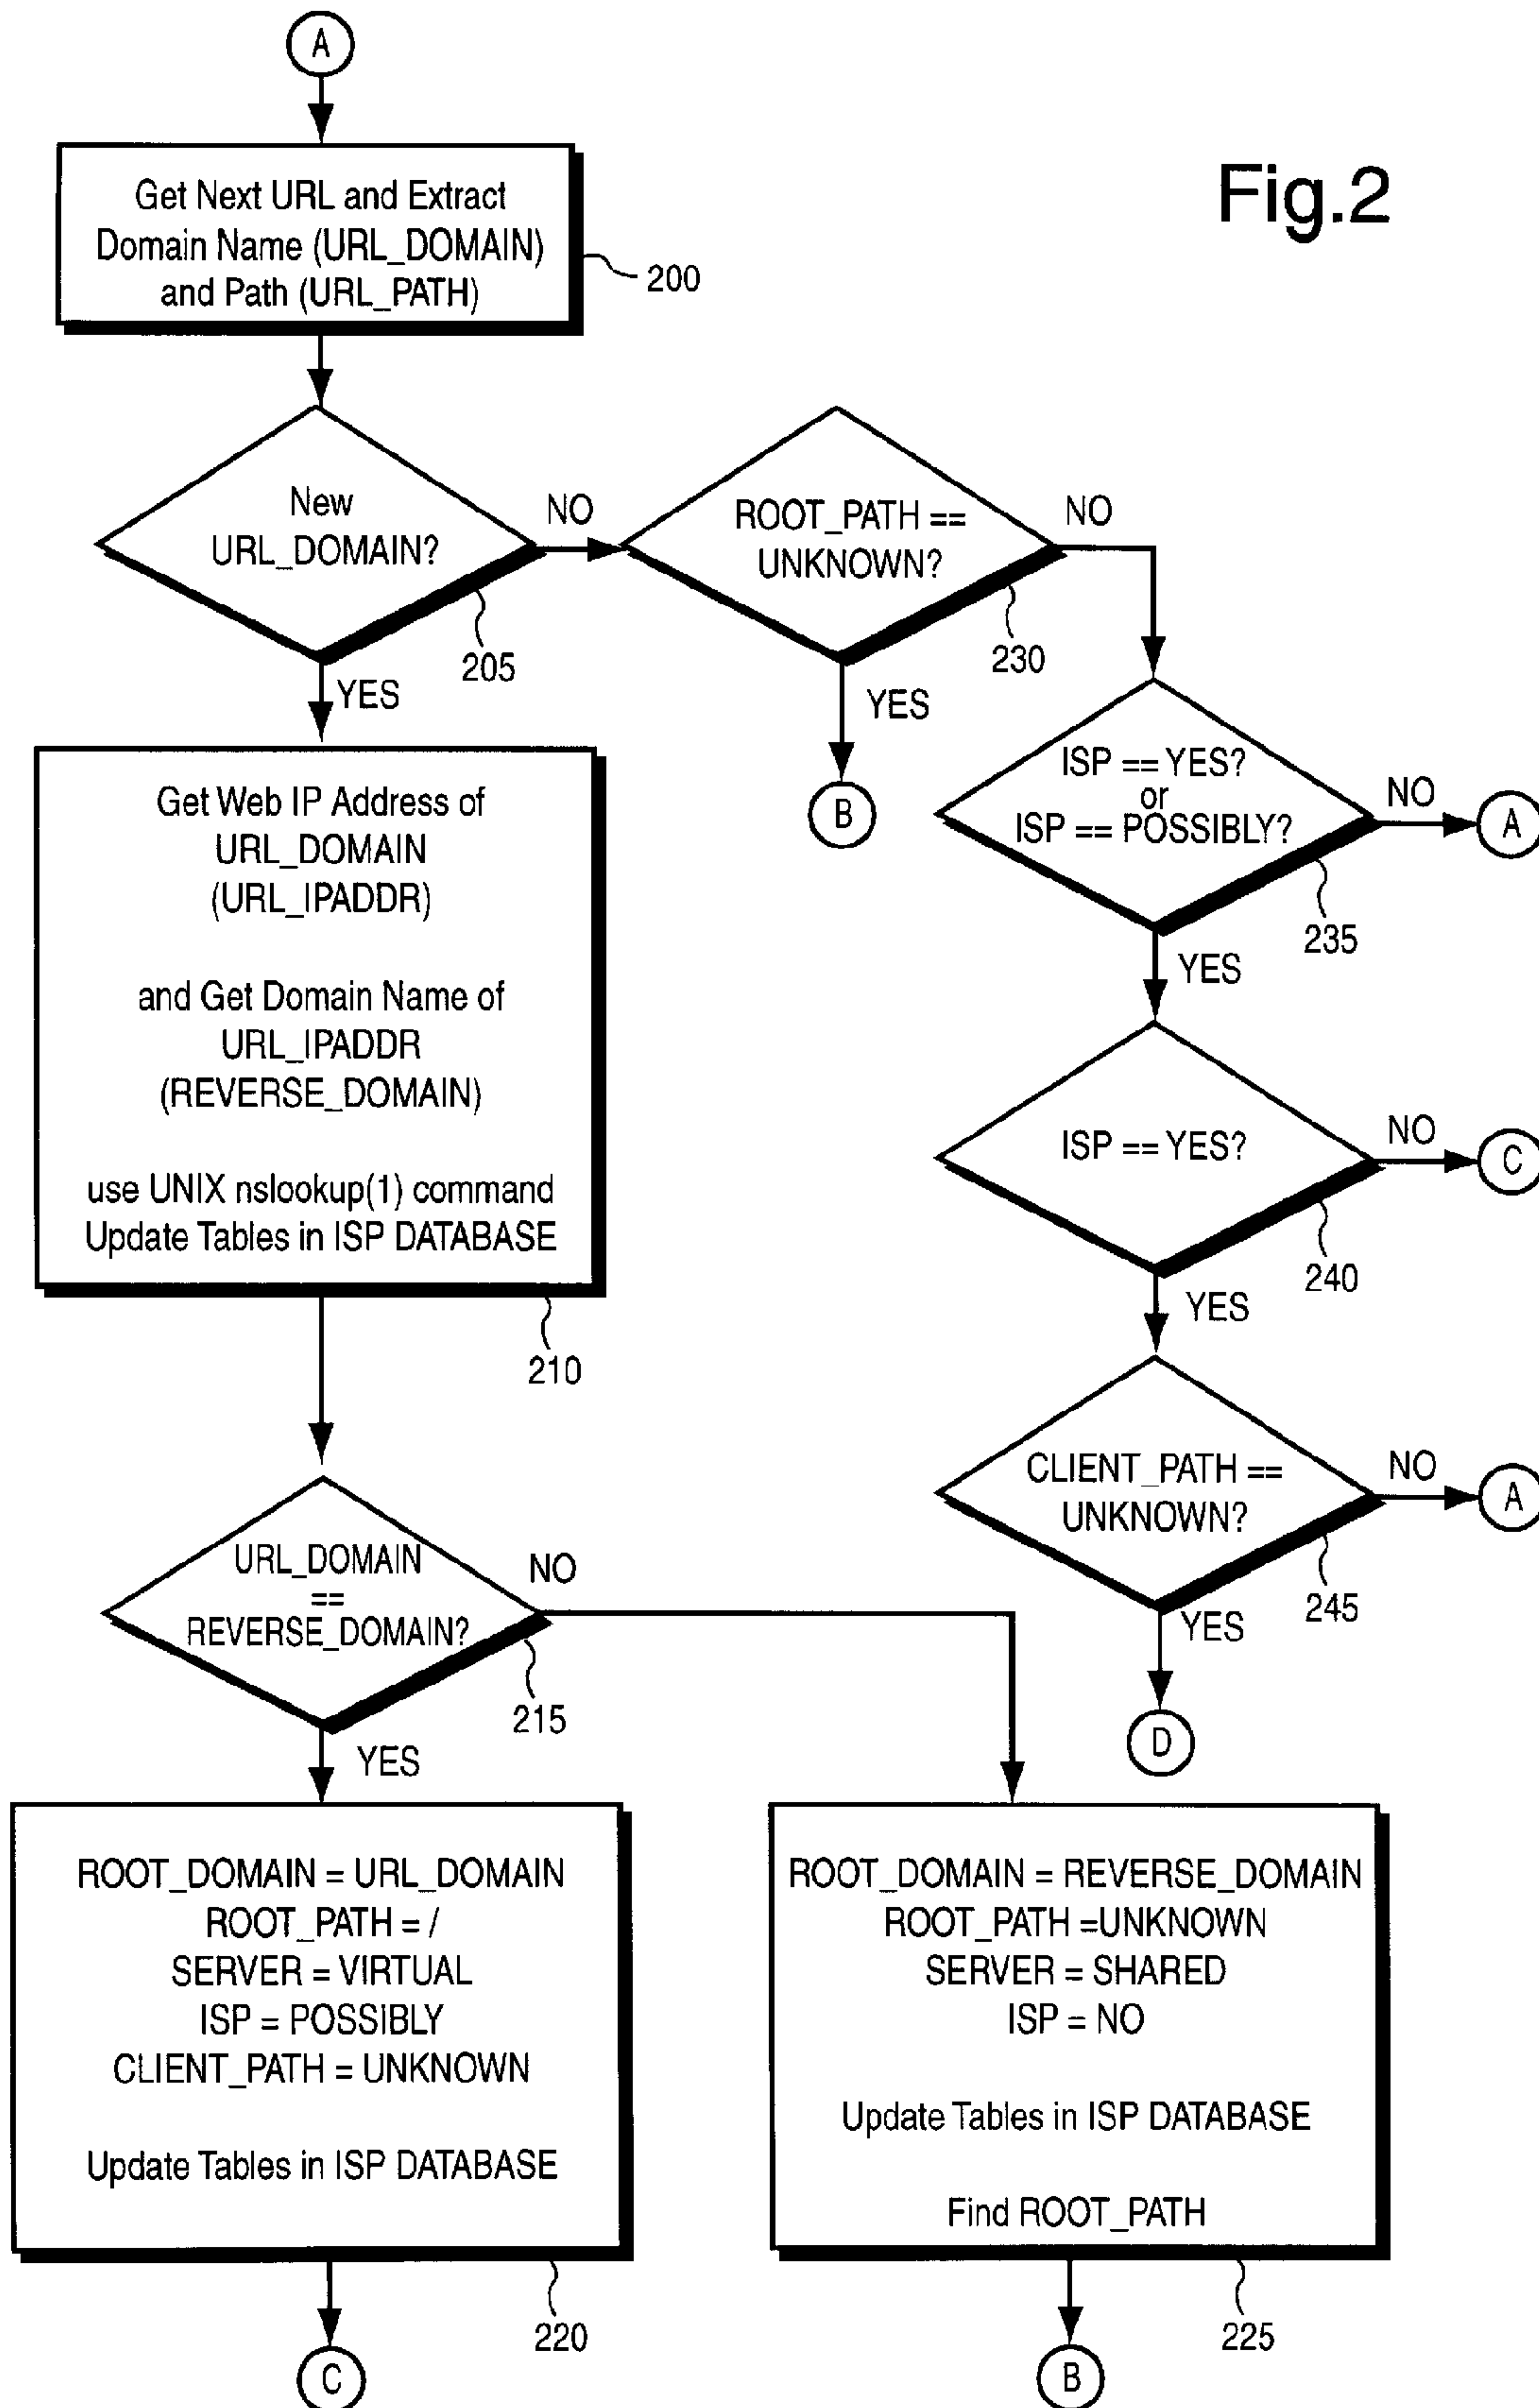 A
Fig.2
Get Next URL and Extract
Domain Name (URL_DOMAIN)
and Path (URL_PATH)
200
New
URL_DOMAIN?
NO
205
YES
ROOT_PATH ==
UNKNOWN?
NO
230
YES
B
ISP == YES?
or
ISP == POSSIBLY?
NO
A
235
YES
Get Web IP Address of
URL_DOMAIN
(URL_IPADDR)
and Get Domain Name of
URL_IPADDR
(REVERSE_DOMAIN)
use UNIX nslookup(1) command
Update Tables in ISP DATABASE
210
ISP == YES?
NO
C
240
YES
CLIENT_PATH ==
UNKNOWN?
NO
A
245
YES
D
URL_DOMAIN
==
REVERSE_DOMAIN?
NO
215
YES
ROOT_DOMAIN = URL_DOMAIN
ROOT_PATH = /
SERVER = VIRTUAL
ISP = POSSIBLY
CLIENT_PATH = UNKNOWN
Update Tables in ISP DATABASE
220
C
ROOT_DOMAIN = REVERSE_DOMAIN
ROOT_PATH =UNKNOWN
SERVER = SHARED
ISP = NO
Update Tables in ISP DATABASE
Find ROOT_PATH
225
B